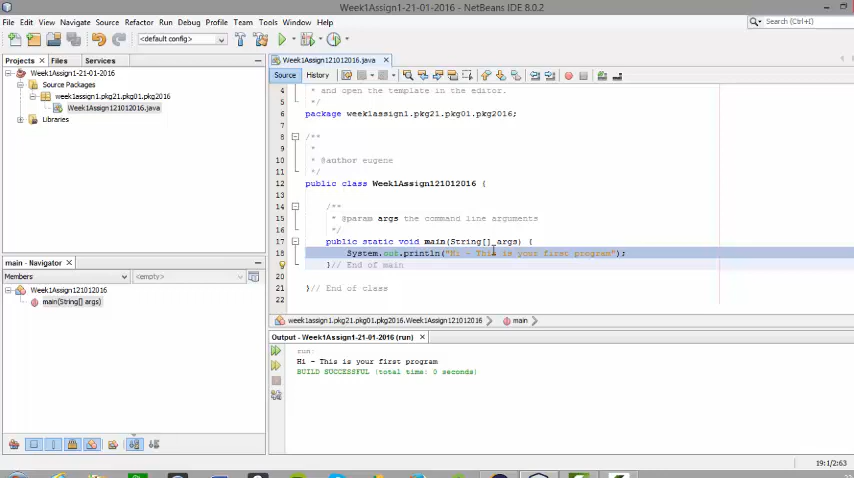 Week1Assign1-21-01-2016 - NetBeans IDE 8.0.2
File Edit View Navigate Source Refactor Run Debug Profile Team Tools Window Help
Search (Ctrl+I)
<default config>
Projects Files Services
Week1Assign1-21-01-2016
Source Packages
week1assign1.pkg21.pkg01.pkg2016
Week1Assign121012016.java
Libraries
Week1Assign121012016.java
Source History
4 * and open the template in the editor.
5 */
6 package week1assign1.pkg21.pkg01.pkg2016;
7
8 /**
9 *
10 * @author eugene
11 */
12 public class Week1Assign121012016 {
13
14 /**
15 * @param args the command line arguments
16 */
17 public static void main(String[] args) {
18 System.out.println("Hi - This is your first program");
}// End of main
20
21 }// End of class
22
week1assign1.pkg21.pkg01.pkg2016.Week1Assign121012016 main
main - Navigator
Members <empty>
Week1Assign121012016
main(String[] args)
Output - Week1Assign1-21-01-2016 (run)
run:
Hi - This is your first program
BUILD SUCCESSFUL (total time: 0 seconds)
19:1/2:63